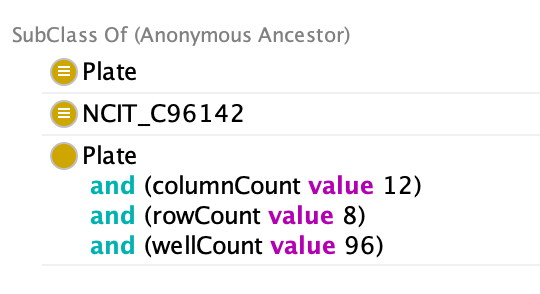 SubClass Of (Anonymous Ancestor)
Plate
NCIT_C96142
Plate
and (columnCount value 12)
and (rowCount value 8)
and (wellCount value 96)